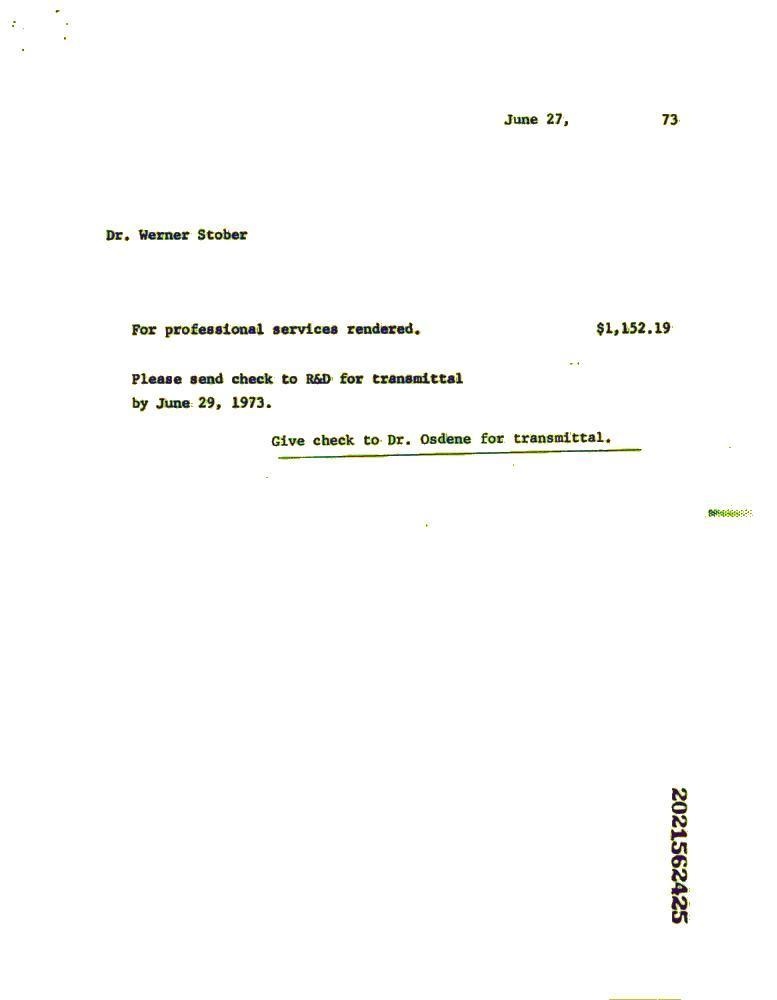 June 27, 73
Dr. Werner Stober
For professional services rendered. $1,152.19
Please send check to R&D for transmittal
by June 29, 1973.
Give check to Dr. Osdene for transmittal.
2021562425